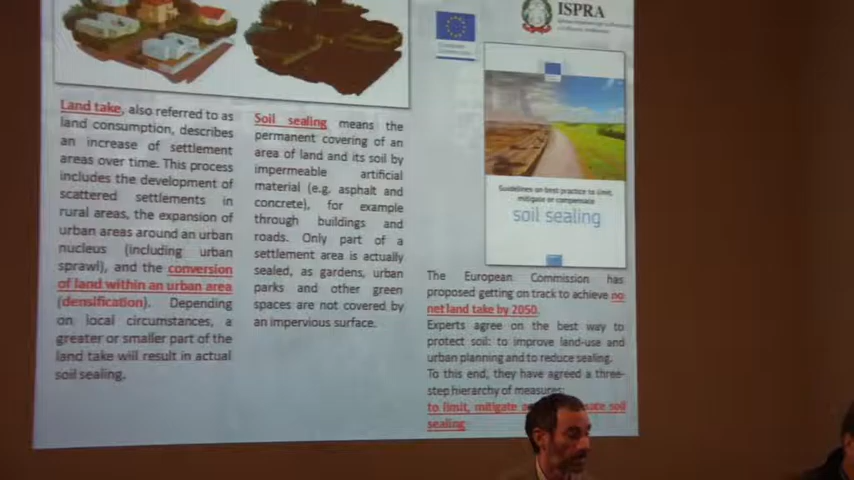 Land take, also referred to as
land consumption, describes
an increase of settlement
areas over time. This process
includes the development of
scattered settlements in
rural areas, the expansion of
urban areas around an urban
nucleus (including urban
sprawl), and the conversion
of land within an urban area
(densification). Depending
on local circumstances, a
greater or smaller part of the
land take will result in actual
soil sealing.
Soil sealing means the
permanent covering of an
area of land and its soil by
impermeable artificial
material (e.g. asphalt and
concrete), for example
through buildings and
roads. Only part of a
settlement area is actually
sealed, as gardens, urban
parks and other green
spaces are not covered by
an impervious surface.
ISPRA
Guidelines on best practice to limit,
mitigate or compensate
soil sealing
The European Commission has
proposed getting on track to achieve no
net land take by 2050.
Experts agree on the best way to
protect soil: to improve land-use and
urban planning and to reduce sealing.
To this end, they have agreed a three-
step hierarchy of measures:
to limit, mitigate soil
sealing